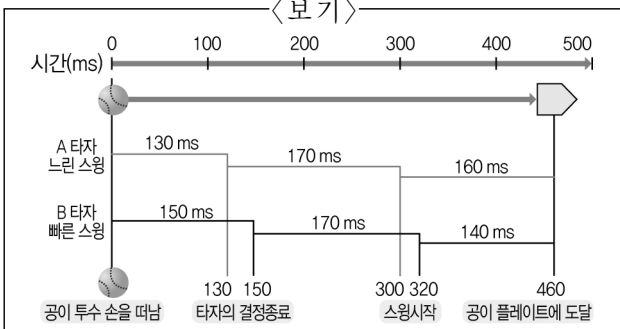 <보 기>
0 100 200 300 400 500
시간(ms)
A 타자
느린 스윙
130 ms
170 ms
160 ms
B 타자
빠른 스윙
150 ms
170 ms
140 ms
130 150 300 320 460
공이 투수 손을 떠남 타자의 결정종료 스윙시작 공이 플레이트에 도달